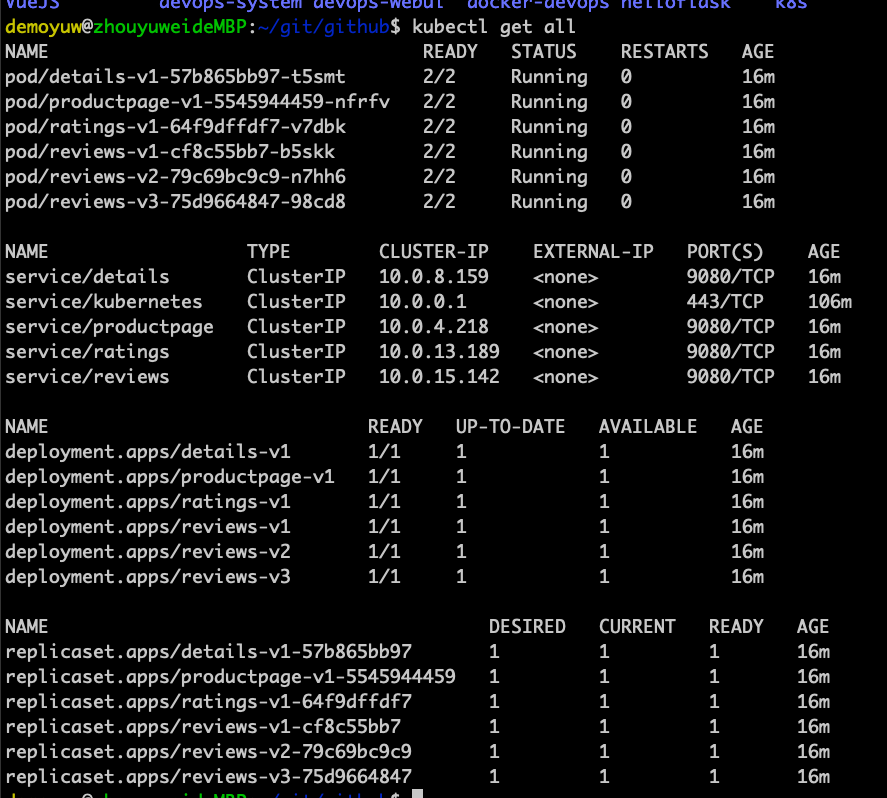 VueJS devops-system devops-webui docker-devops helloflask k8s
demoyuw@zhouyuweideMBP:~/git/github$ kubectl get all
NAME READY STATUS RESTARTS AGE
pod/details-v1-57b865bb97-t5smt 2/2 Running 0 16m
pod/productpage-v1-5545944459-nfrfv 2/2 Running 0 16m
pod/ratings-v1-64f9dffdf7-v7dbk 2/2 Running 0 16m
pod/reviews-v1-cf8c55bb7-b5skk 2/2 Running 0 16m
pod/reviews-v2-79c69bc9c9-n7hh6 2/2 Running 0 16m
pod/reviews-v3-75d9664847-98cd8 2/2 Running 0 16m
NAME TYPE CLUSTER-IP EXTERNAL-IP PORT(S) AGE
service/details ClusterIP 10.0.8.159 <none> 9080/TCP 16m
service/kubernetes ClusterIP 10.0.0.1 <none> 443/TCP 106m
service/productpage ClusterIP 10.0.4.218 <none> 9080/TCP 16m
service/ratings ClusterIP 10.0.13.189 <none> 9080/TCP 16m
service/reviews ClusterIP 10.0.15.142 <none> 9080/TCP 16m
NAME READY UP-TO-DATE AVAILABLE AGE
deployment.apps/details-v1 1/1 1 1 16m
deployment.apps/productpage-v1 1/1 1 1 16m
deployment.apps/ratings-v1 1/1 1 1 16m
deployment.apps/reviews-v1 1/1 1 1 16m
deployment.apps/reviews-v2 1/1 1 1 16m
deployment.apps/reviews-v3 1/1 1 1 16m
NAME DESIRED CURRENT READY AGE
replicaset.apps/details-v1-57b865bb97 1 1 1 16m
replicaset.apps/productpage-v1-5545944459 1 1 1 16m
replicaset.apps/ratings-v1-64f9dffdf7 1 1 1 16m
replicaset.apps/reviews-v1-cf8c55bb7 1 1 1 16m
replicaset.apps/reviews-v2-79c69bc9c9 1 1 1 16m
replicaset.apps/reviews-v3-75d9664847 1 1 1 16m
demoyuw@zhouyuweideMBP:~/git/github$